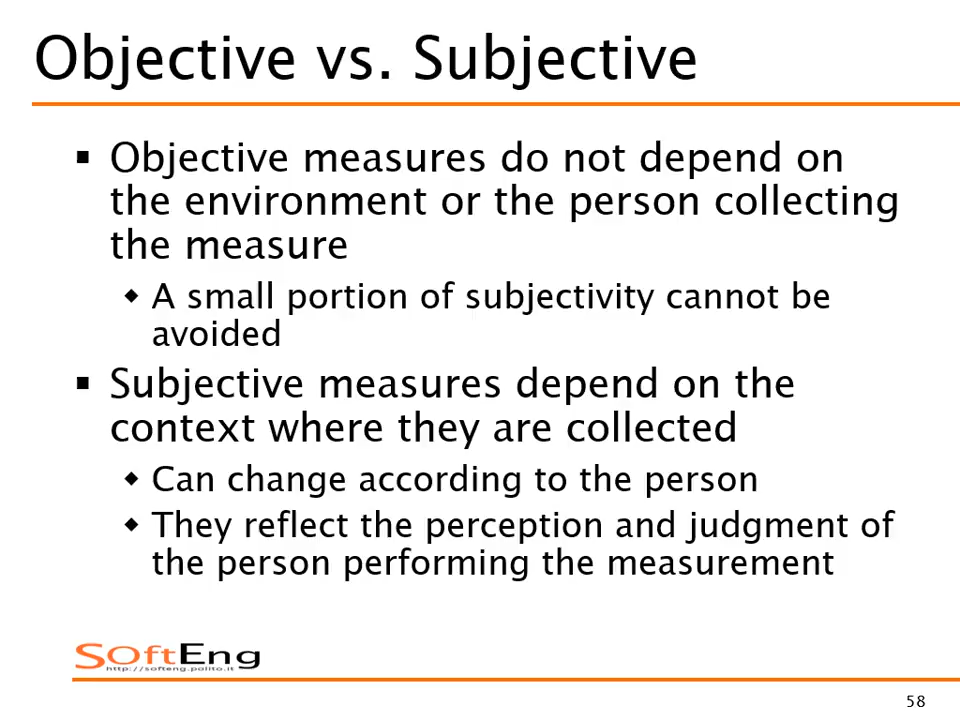 Objective vs. Subjective
▪ Objective measures do not depend on
the environment or the person collecting
the measure
◆ A small portion of subjectivity cannot be
avoided
▪ Subjective measures depend on the
context where they are collected
◆ Can change according to the person
◆ They reflect the perception and judgment of
the person performing the measurement
SOftEng
http://softeng.polito.it
58